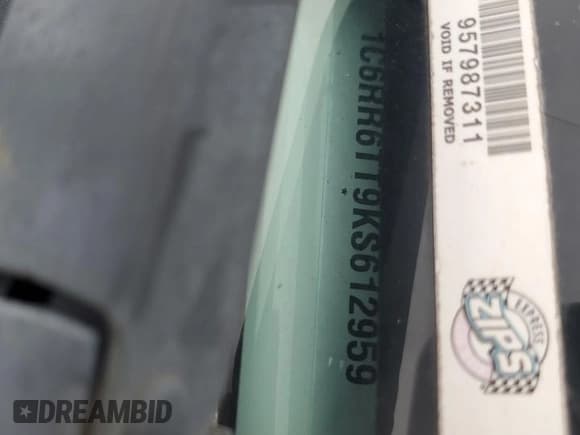 1C6RR6TT9KS612959
957987311
VOID IF REMOVED
ZIPS
EXPRESS
DREAMBID